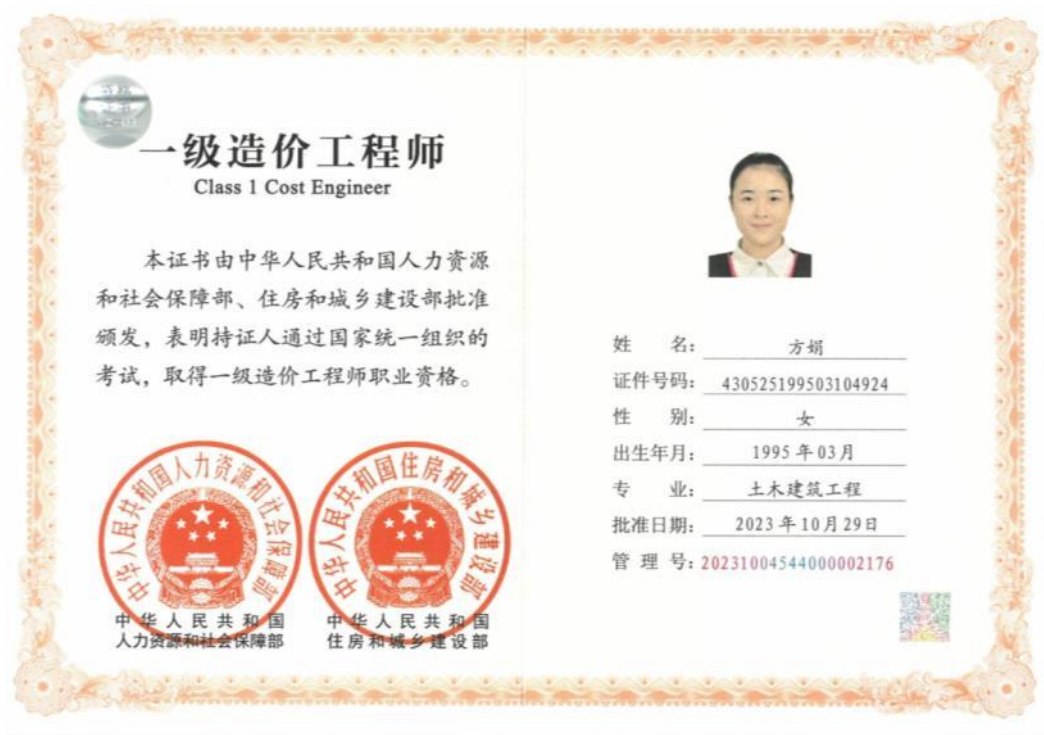 一级造价工程师
Class 1 Cost Engineer
本证书由中华人民共和国人力资源
和社会保障部、住房和城乡建设部批准
颁发，表明持证人通过国家统一组织的
考试，取得一级造价工程师职业资格。
中华人民共和国人力资源和社会保障部
中华人民共和国住房和城乡建设部
中华人民共和国
人力资源和社会保障部
中华人民共和国
住房和城乡建设部
姓名：方娟
证件号码：430525199503104924
性别：女
出生年月：1995年03月
专业：土木建筑工程
批准日期：2023年10月29日
管理号：20231004544000002176